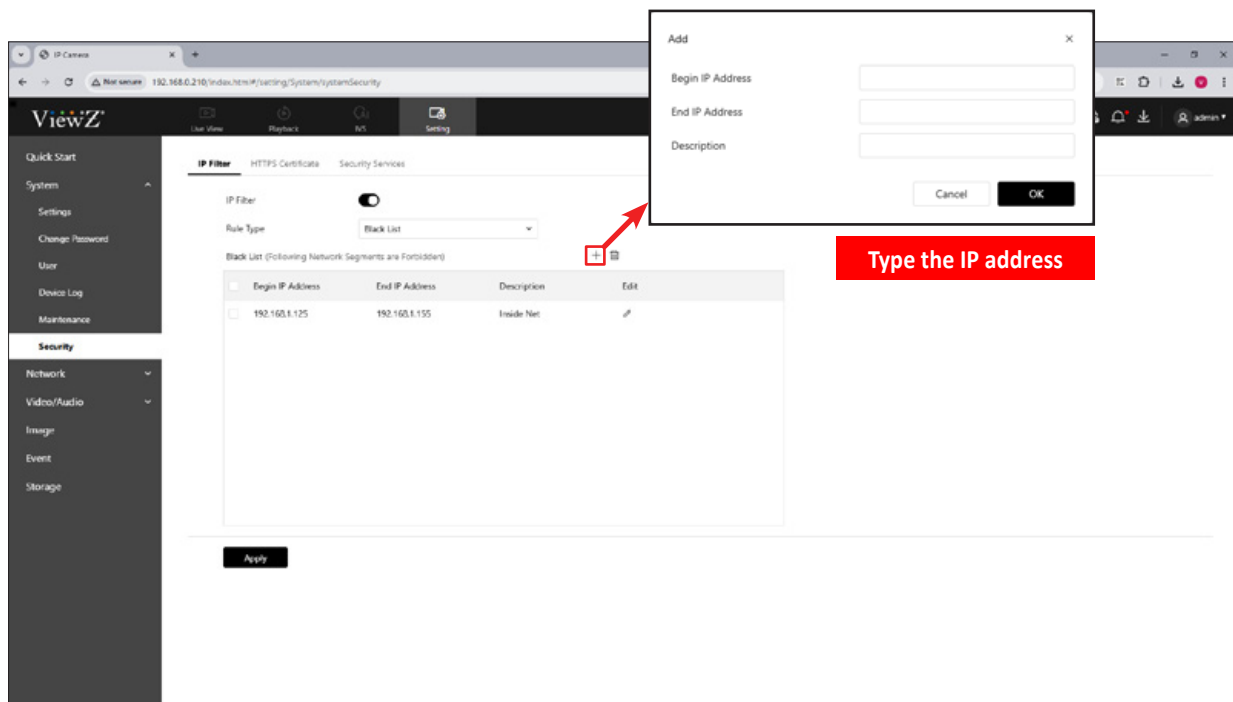 Add
Begin IP Address
End IP Address
Description
Cancel
OK
Type the IP address
IP Camera
Not secure
192.168.0.210/index.htm#/setting/System/systemSecurity
ViewZ
Live View
Playback
IVS
Setting
admin
Quick Start
System
Settings
Change Password
User
Device Log
Maintenance
Security
Network
Video/Audio
Image
Event
Storage
IP Filter HTTPS Certificate Security Services
IP Filter
Rule Type Black List
Black List (Following Network Segments are Forbidden)
Begin IP Address End IP Address Description Edit
192.168.1.125 192.168.1.155 Inside Net
Apply